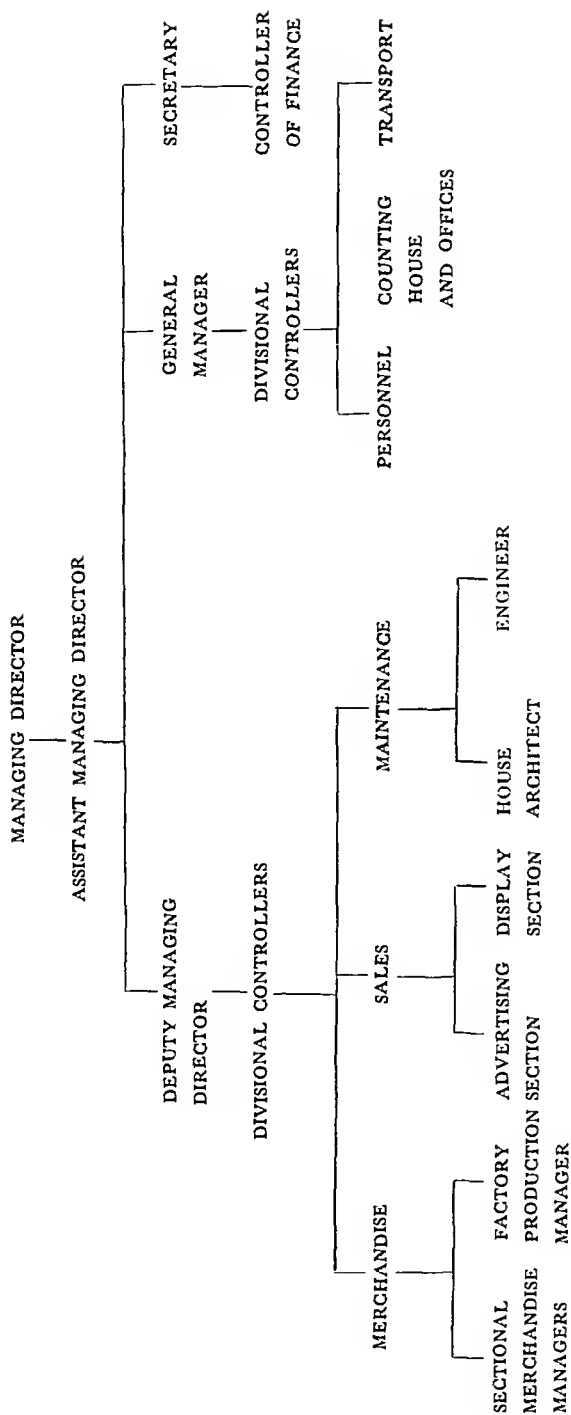 MANAGING DIRECTOR
ASSISTANT MANAGING DIRECTOR
DEPUTY MANAGING
DIRECTOR
GENERAL
MANAGER
SECRETARY
DIVISIONAL CONTROLLERS
DIVISIONAL
CONTROLLERS
CONTROLLER
OF FINANCE
MERCHANDISE
SALES
MAINTENANCE
PERSONNEL
COUNTING
HOUSE
AND OFFICES
TRANSPORT
SECTIONAL
MERCHANDISE
MANAGERS
FACTORY
PRODUCTION
MANAGER
ADVERTISING
SECTION
DISPLAY
SECTION
HOUSE
ARCHITECT
ENGINEER